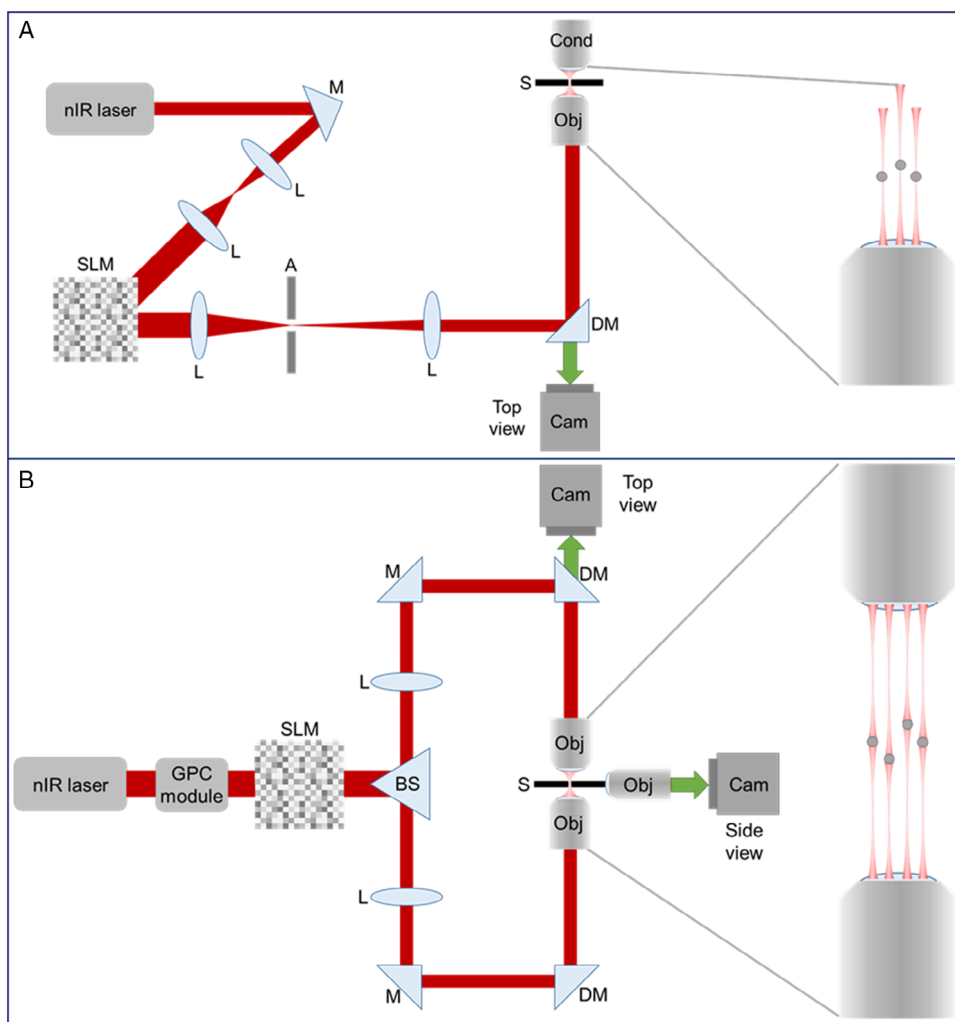 A
Cond
M
S
nIR laser
Obj
L
L
SLM
A
DM
L
L
Top
view
Cam
B
Cam
Top
view
M
DM
L
SLM
Obj
nIR laser
GPC
module
BS
S
Obj
Cam
Obj
Side
view
L
M
DM